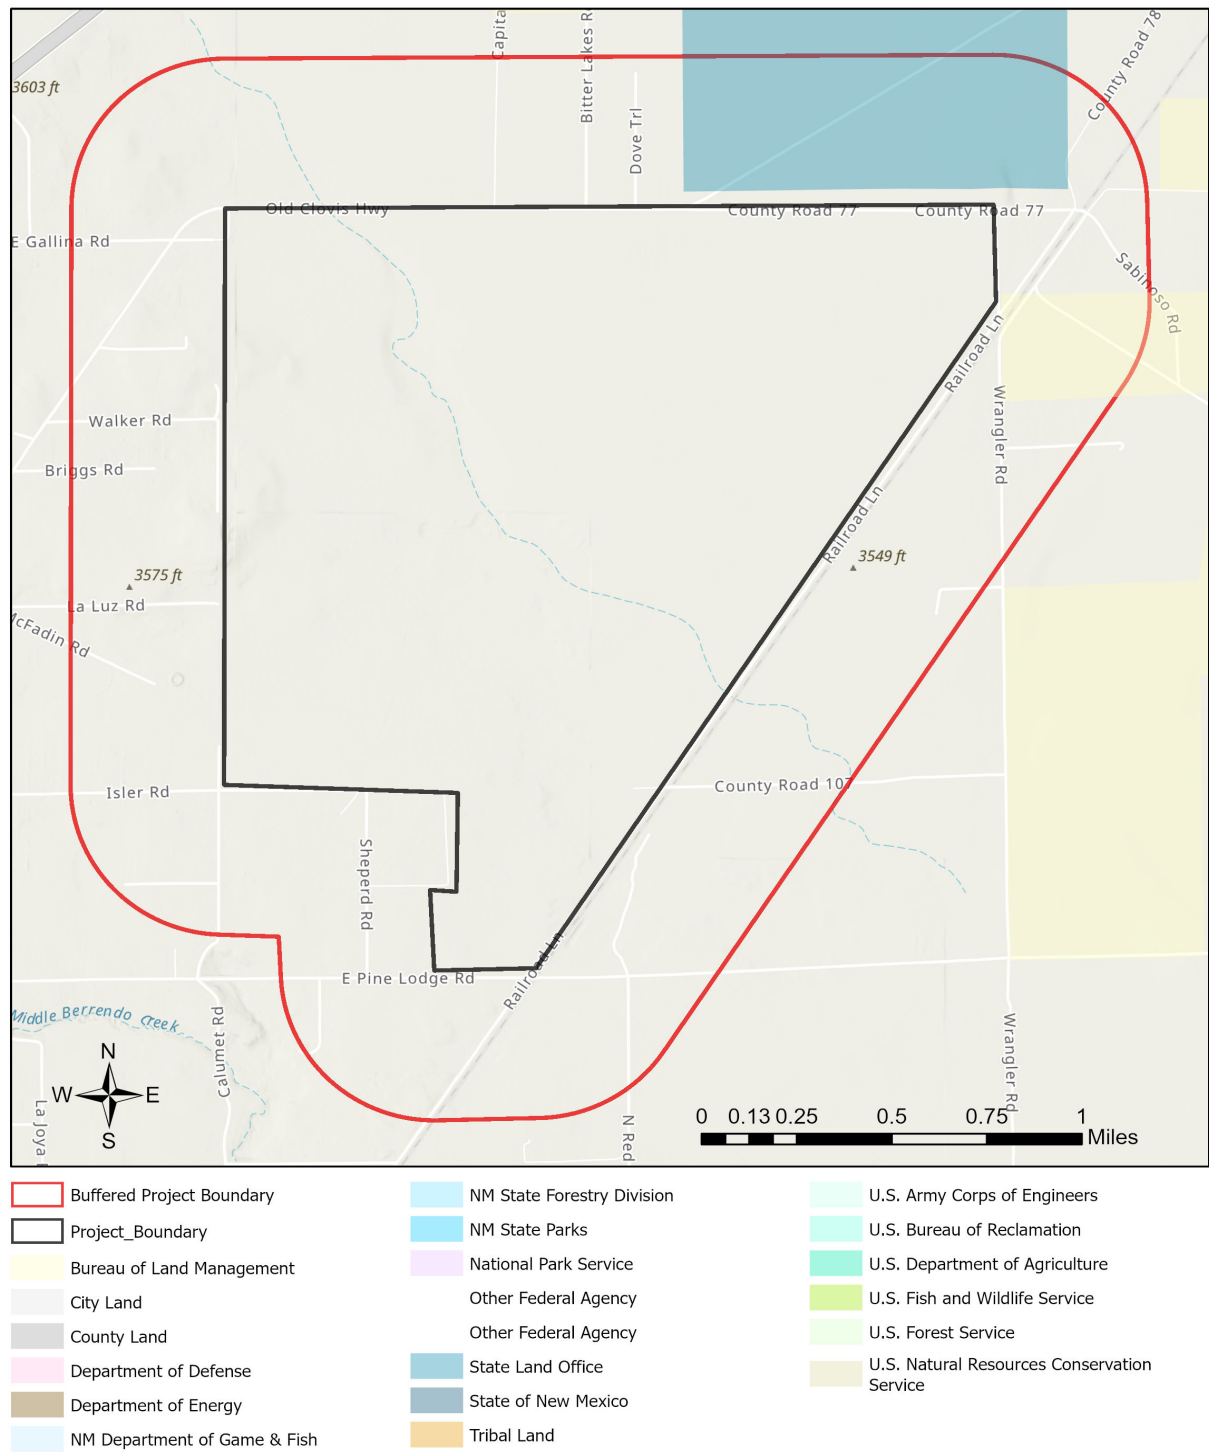 Capita
Bitter Lakes R
County Road 78
3603 ft
Dove Trl
Old Clovis Hwy
County Road 77
County Road 77
E Gallina Rd
Sabinoso Rd
Railroad Ln
Walker Rd
Wrangler Rd
Briggs Rd
Railroad Ln
3549 ft
3575 ft
La Luz Rd
McFadin Rd
County Road 107
Isler Rd
Sheperd Rd
Railroad Ln
E Pine Lodge Rd
Middle Berrendo Creek
Calumet Rd
Wrangler Rd
N
W E
S
La Joya
N Red
0 0.13 0.25 0.5 0.75 1
Miles
Buffered Project Boundary
Project_Boundary
Bureau of Land Management
City Land
County Land
Department of Defense
Department of Energy
NM Department of Game & Fish
NM State Forestry Division
NM State Parks
National Park Service
Other Federal Agency
Other Federal Agency
State Land Office
State of New Mexico
Tribal Land
U.S. Army Corps of Engineers
U.S. Bureau of Reclamation
U.S. Department of Agriculture
U.S. Fish and Wildlife Service
U.S. Forest Service
U.S. Natural Resources Conservation
Service